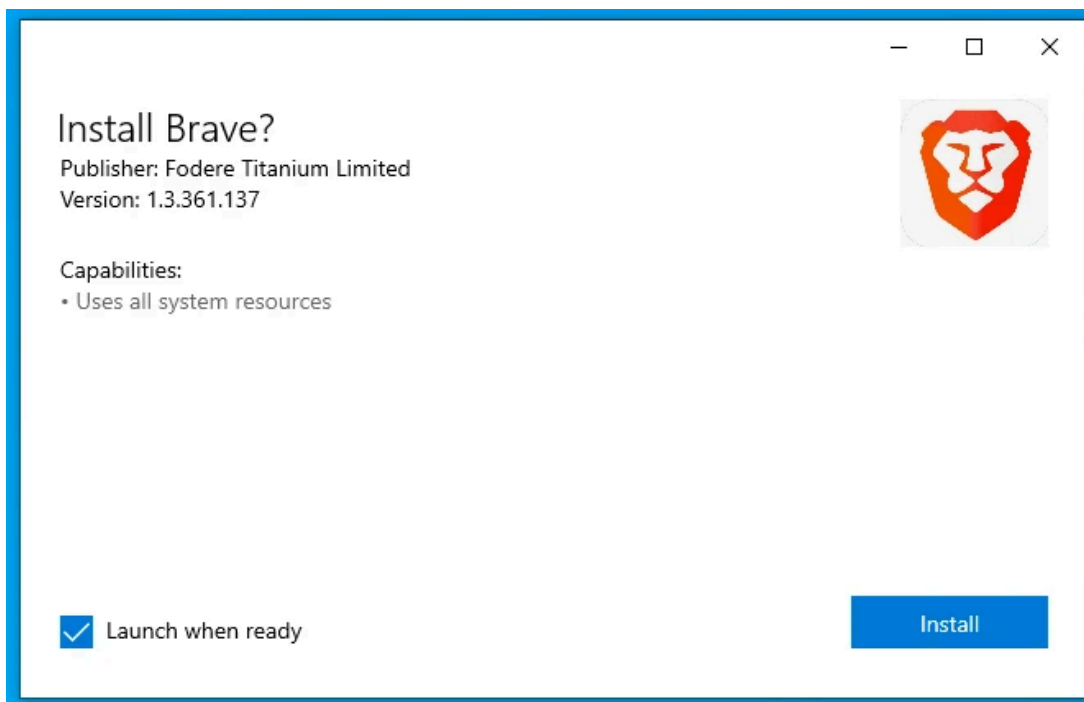 Install Brave?
Publisher: Fodere Titanium Limited
Version: 1.3.361.137
Capabilities:
• Uses all system resources
Launch when ready
Install